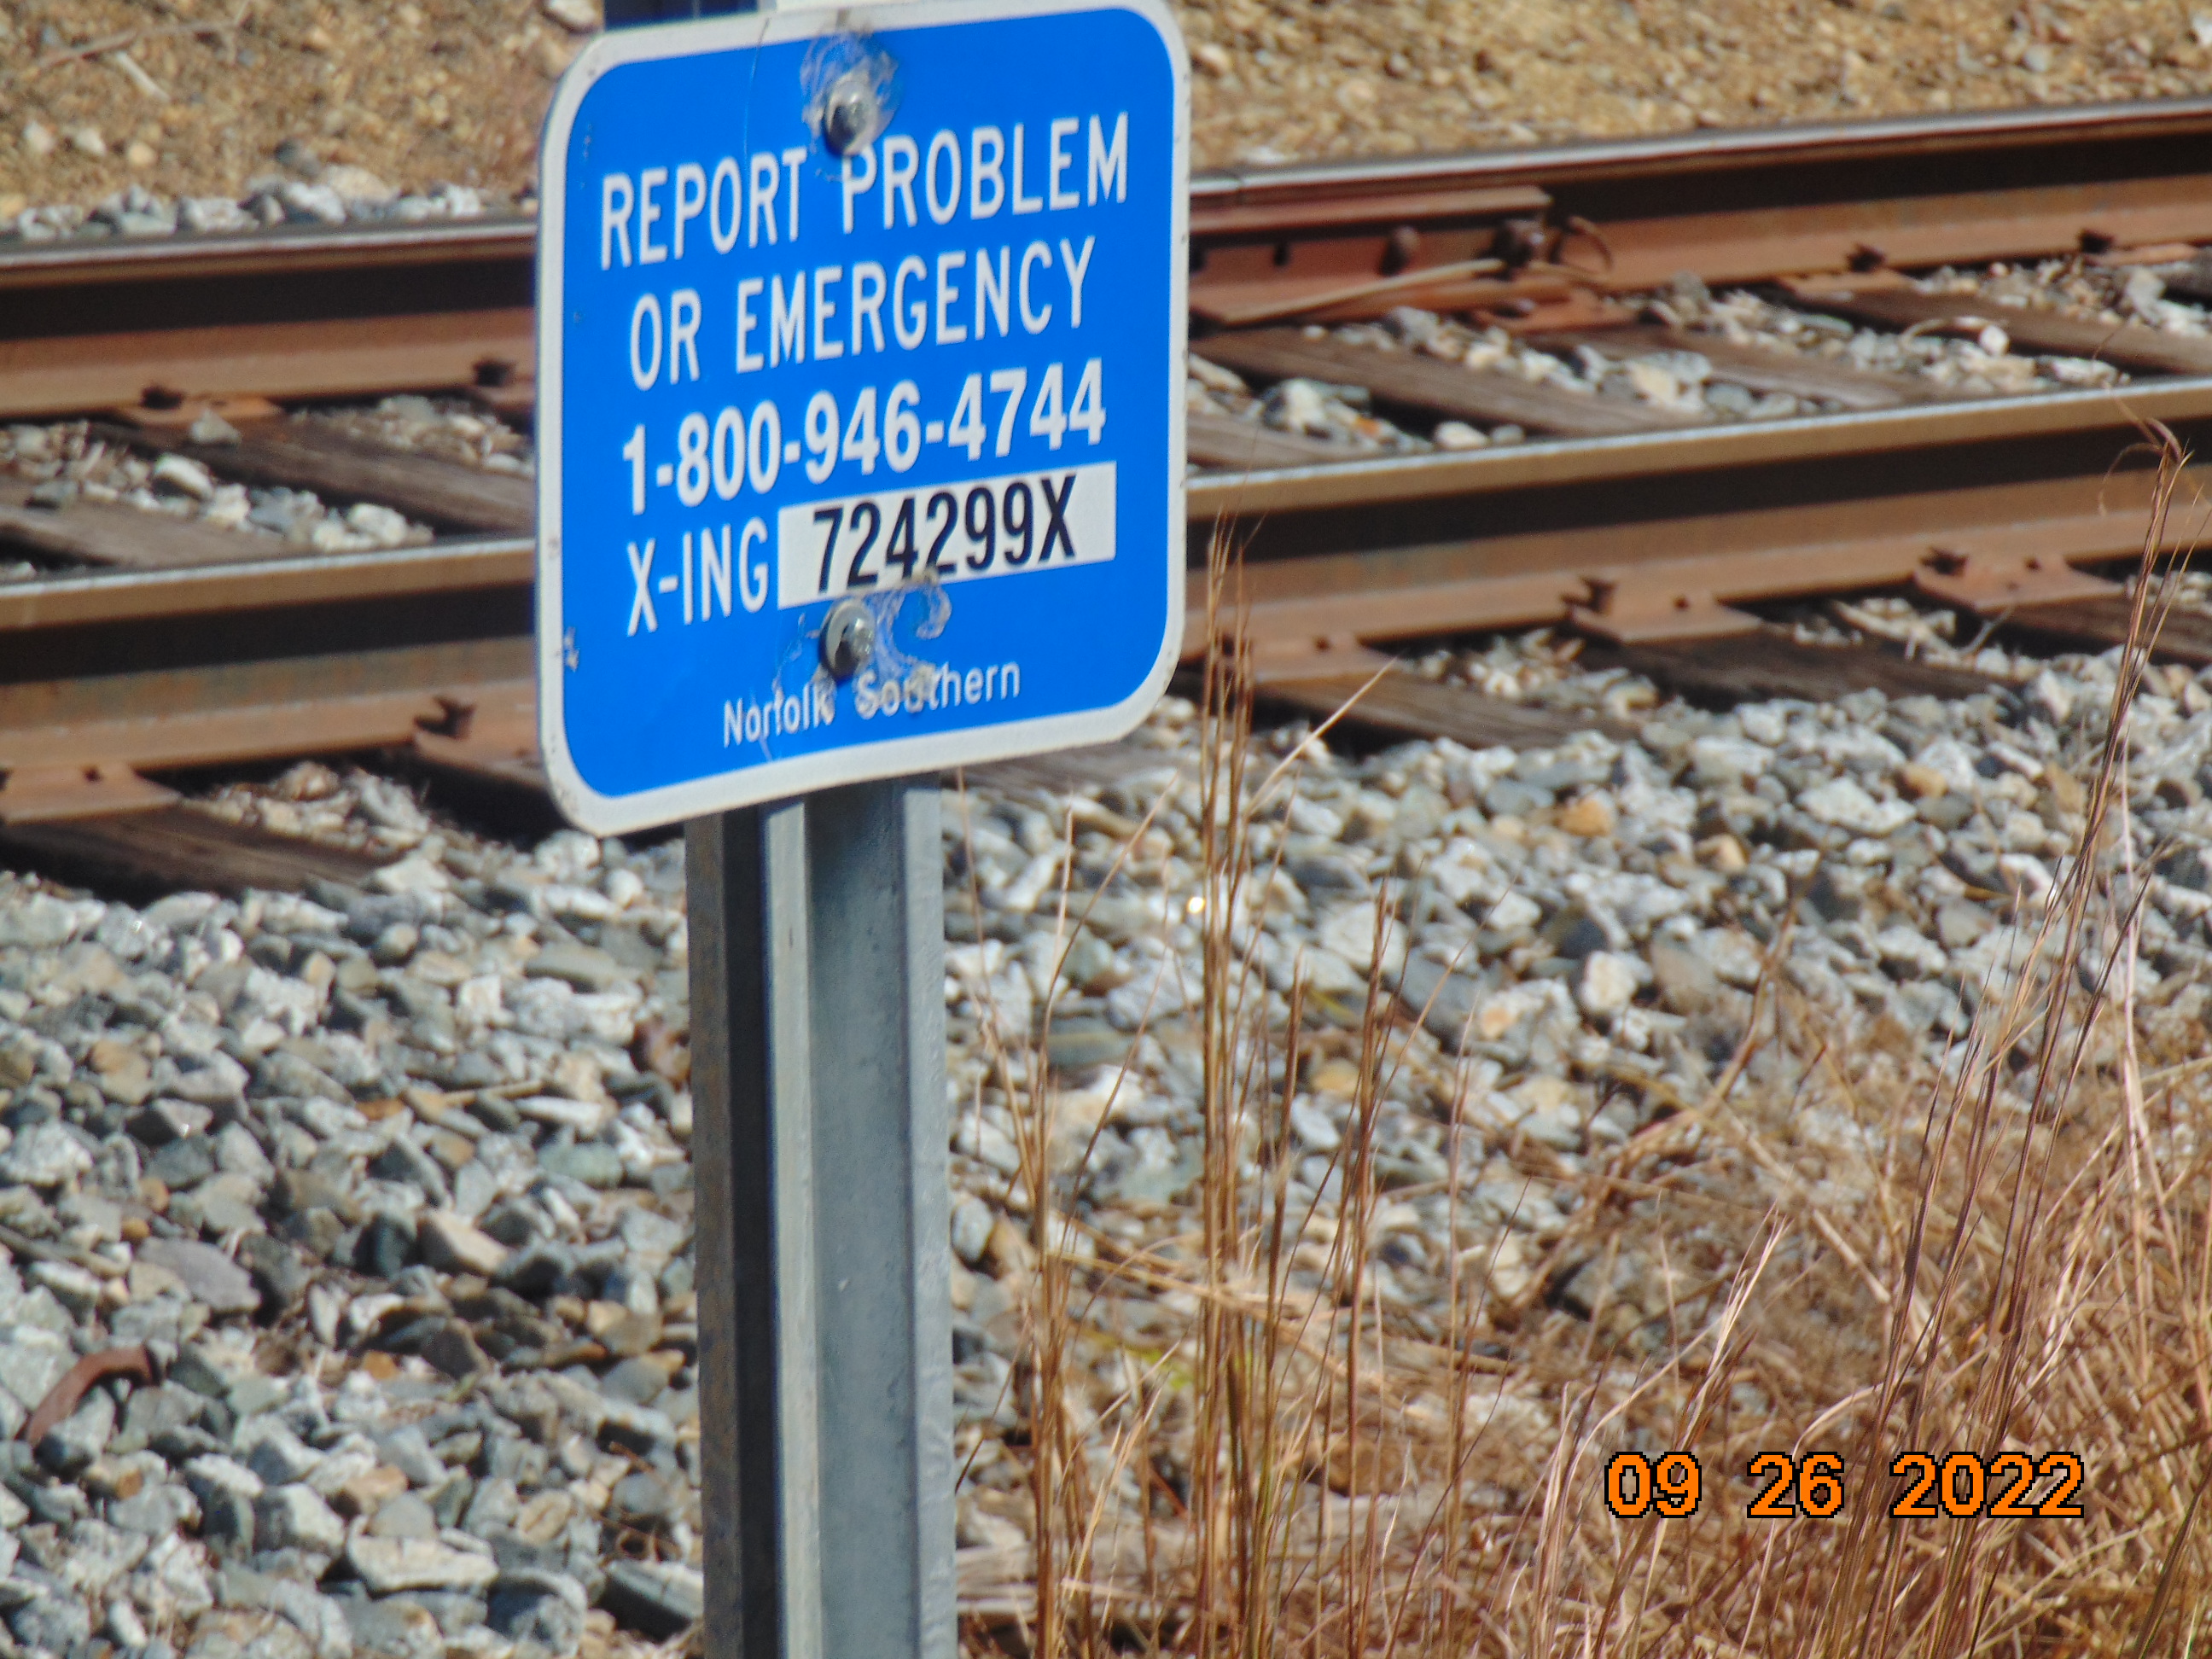 REPORT PROBLEM
OR EMERGENCY
1-800-946-4744
X-ING 724299X
Norfolk Southern
09 26 2022